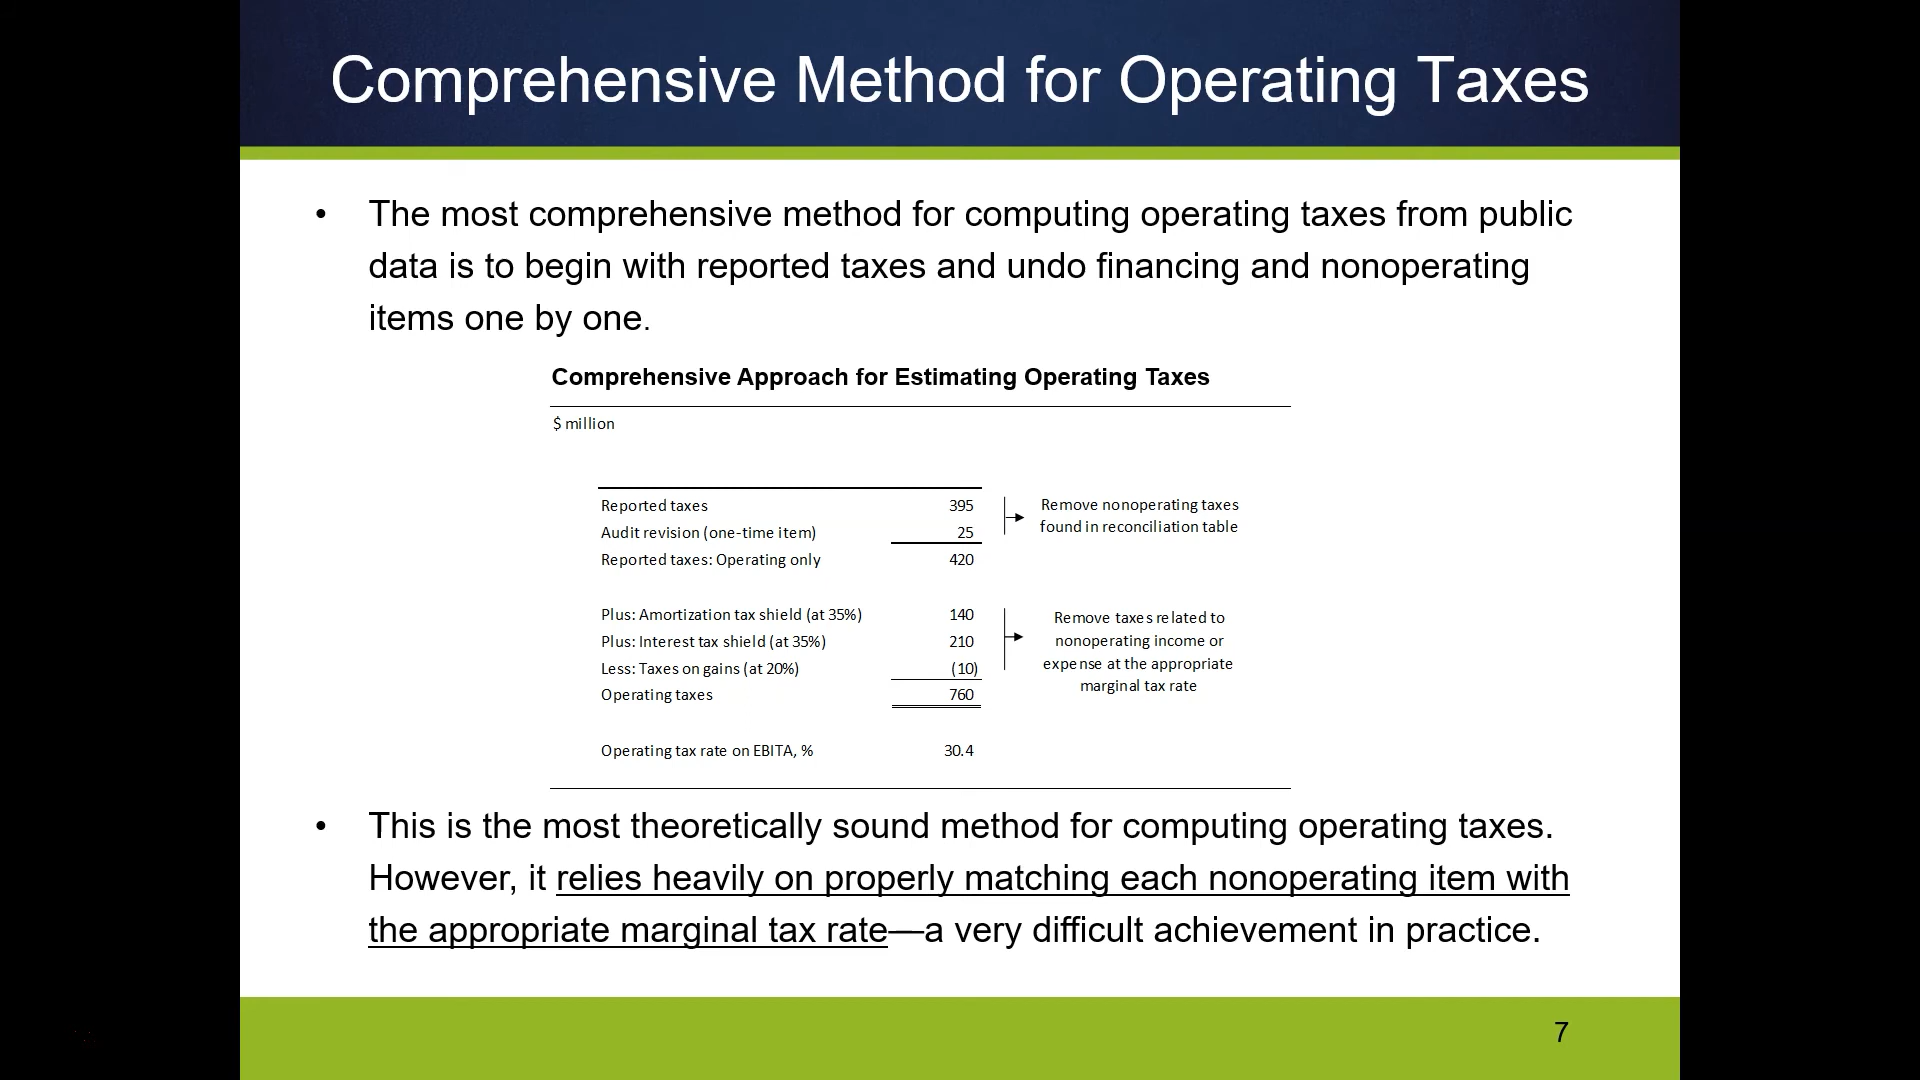 Comprehensive Method for Operating Taxes
• The most comprehensive method for computing operating taxes from public
data is to begin with reported taxes and undo financing and nonoperating
items one by one.
Comprehensive Approach for Estimating Operating Taxes
$ million
Reported taxes 395
Audit revision (one-time item) 25
Reported taxes: Operating only 420
Remove nonoperating taxes
found in reconciliation table
Plus: Amortization tax shield (at 35%) 140
Plus: Interest tax shield (at 35%) 210
Less: Taxes on gains (at 20%) (10)
Operating taxes 760
Remove taxes related to
nonoperating income or
expense at the appropriate
marginal tax rate
Operating tax rate on EBITA, % 30.4
• This is the most theoretically sound method for computing operating taxes.
However, it relies heavily on properly matching each nonoperating item with
the appropriate marginal tax rate—a very difficult achievement in practice.
7